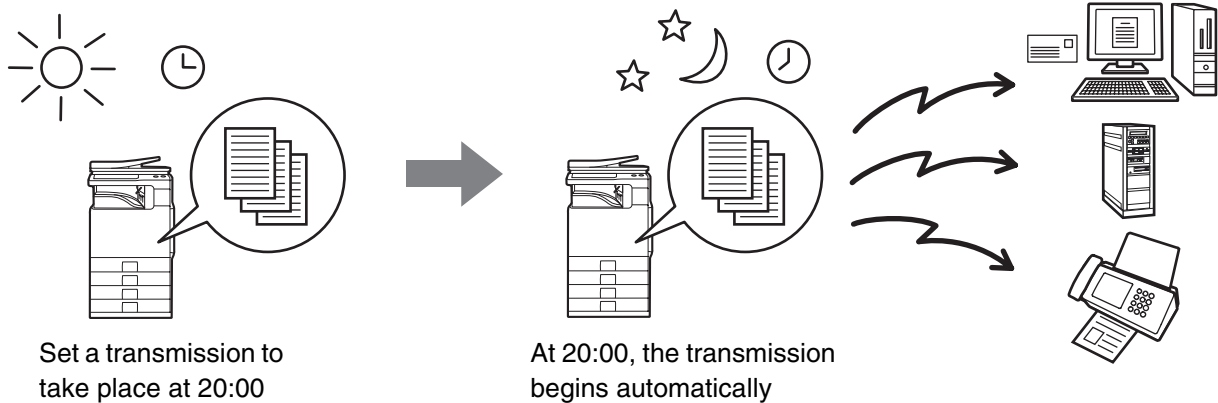 Set a transmission to
take place at 20:00
At 20:00, the transmission
begins automatically